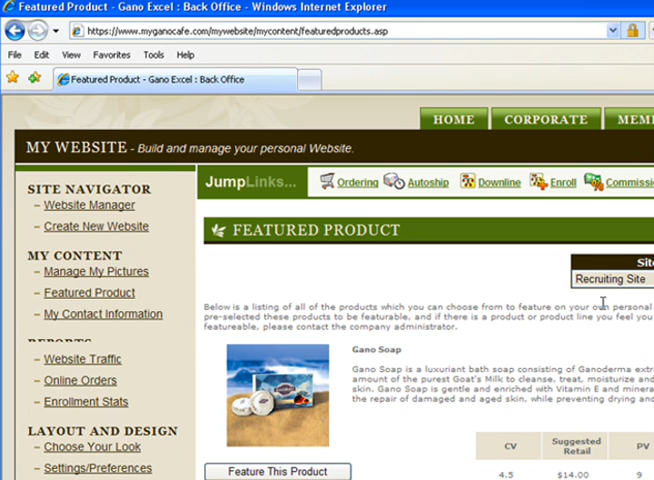 Featured Product - Gano Excel : Back Office - Windows Internet Explorer
https://www.myganocafe.com/mywebsite/mycontent/featuredproducts.asp
File Edit View Favorites Tools Help
Featured Product - Gano Excel : Back Office
HOME CORPORATE MEM
MY WEBSITE - Build and manage your personal Website.
SITE NAVIGATOR
- Website Manager
- Create New Website
MY CONTENT
- Manage My Pictures
- Featured Product
- My Contact Information
REPORTS
- Website Traffic
- Online Orders
- Enrollment Stats
LAYOUT AND DESIGN
- Choose Your Look
- Settings/Preferences
JumpLinks... Ordering Autoship Downline Enroll Commissi
FEATURED PRODUCT
Sit
Recruiting Site
Below is a listing of all of the products which you can choose from to feature on your own personal
pre-selected these products to be featurable, and if there is a product or product line you feel you
featureable, please contact the company administrator.
Gano Soap
Gano Soap is a luxuriant bath soap consisting of Ganoderma extr
amount of the purest Goat's Milk to cleanse, treat, moisturize and
skin. Gano Soap is gentle and enriched with Vitamin E and minera
the repair of damaged and aged skin, while preventing drying and
CV Suggested Retail PV
4.5 $14.00 9
Feature This Product